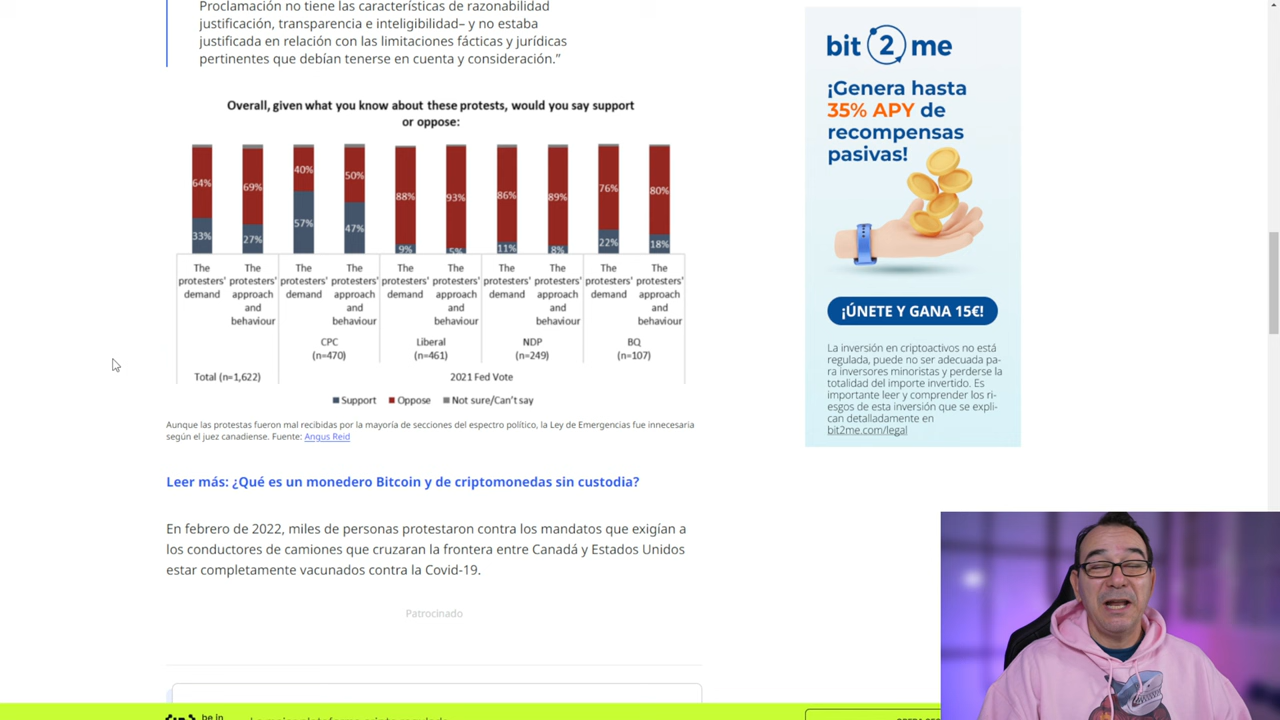 Proclamación no tiene las características de razonabilidad
justificación, transparencia e inteligibilidad– y no estaba
justificada en relación con las limitaciones fácticas y jurídicas
pertinentes que debían tenerse en cuenta y consideración.”
Overall, given what you know about these protests, would you say support
or oppose:
64% 69% 40% 50% 88% 93% 86% 89% 76% 80%
33% 27% 57% 47% 9% 5% 11% 8% 22% 18%
The The The The The The The The The The
protesters' protesters' protesters' protesters' protesters' protesters' protesters' protesters' protesters' protesters'
demand approach demand approach demand approach demand approach demand approach
and and and and and
behaviour behaviour behaviour behaviour behaviour
CPC Liberal NDP BQ
(n=470) (n=461) (n=249) (n=107)
Total (n=1,622) 2021 Fed Vote
Support Oppose Not sure/Can't say
Aunque las protestas fueron mal recibidas por la mayoría de secciones del espectro político, la Ley de Emergencias fue innecesaria
según el juez canadiense. Fuente: Angus Reid
Leer más: ¿Qué es un monedero Bitcoin y de criptomonedas sin custodia?
En febrero de 2022, miles de personas protestaron contra los mandatos que exigían a
los conductores de camiones que cruzaran la frontera entre Canadá y Estados Unidos
estar completamente vacunados contra la Covid-19.
Patrocinado
be in
bit 2 me
¡Genera hasta
35% APY de
recompensas
pasivas!
¡ÚNETE Y GANA 15€!
La inversión en criptoactivos no está
regulada, puede no ser adecuada pa-
ra inversores minoristas y perderse la
totalidad del importe invertido. Es
importante leer y comprender los ri-
esgos de esta inversión que se expli-
can detalladamente en
bit2me.com/legal